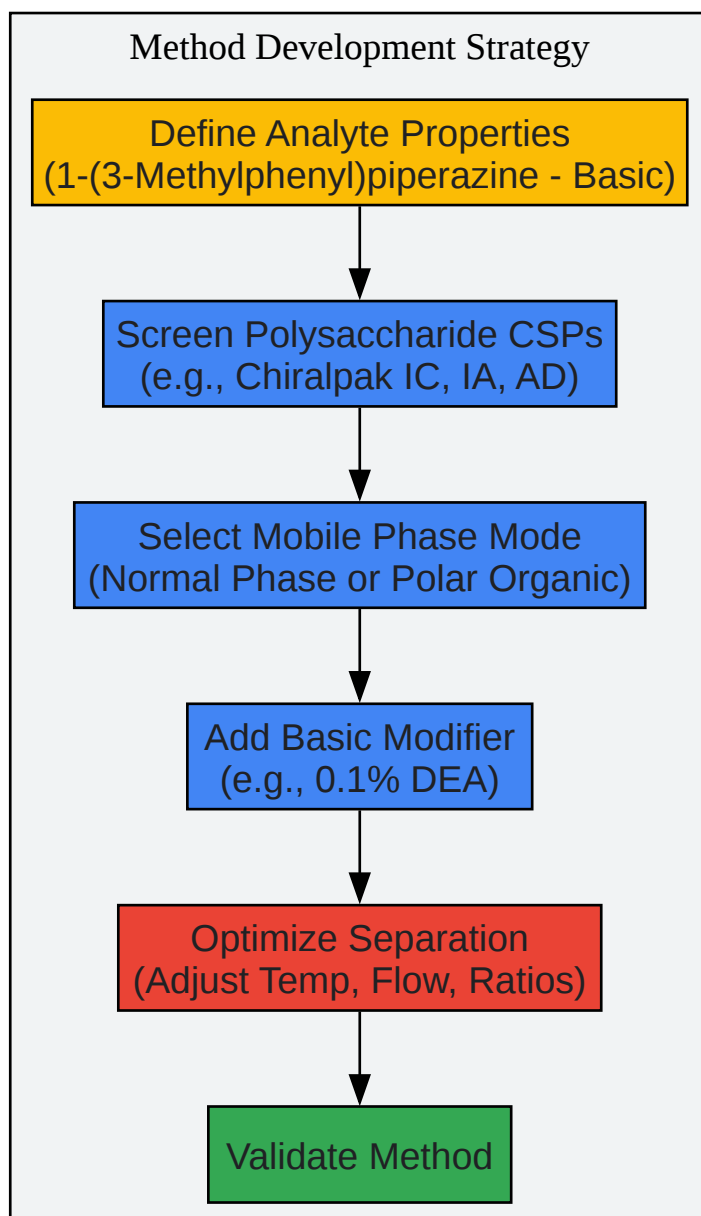 Method Development Strategy
Define Analyte Properties
(1-(3-Methylphenyl)piperazine - Basic)
Screen Polysaccharide CSPs
(e.g., Chiralpak IC, IA, AD)
Select Mobile Phase Mode
(Normal Phase or Polar Organic)
Add Basic Modifier
(e.g., 0.1% DEA)
Optimize Separation
(Adjust Temp, Flow, Ratios)
Validate Method